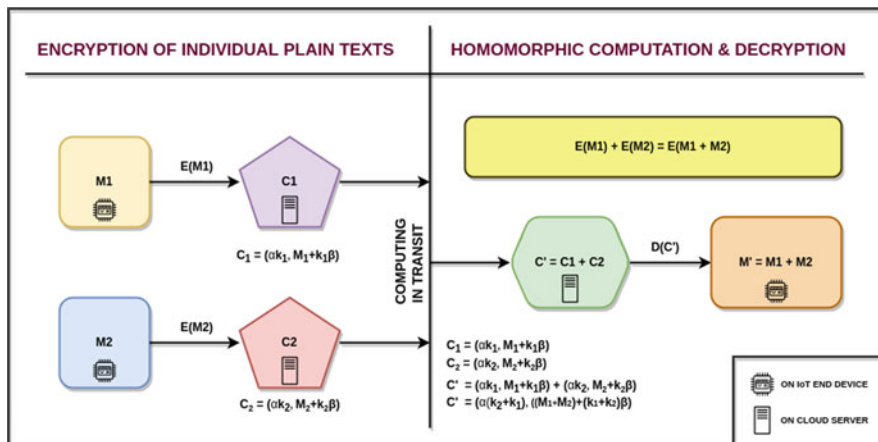 ENCRYPTION OF INDIVIDUAL PLAIN TEXTS
HOMOMORPHIC COMPUTATION & DECRYPTION
M1
E(M1)
C1
C₁ = (αk₁, M₁+k₁β)
M2
E(M2)
C2
C₂ = (αk₂, M₂+k₂β)
COMPUTING
IN TRANSIT
E(M1) + E(M2) = E(M1 + M2)
C' = C1 + C2
D(C')
M' = M1 + M2
C₁ = (αk₁, M₁+k₁β)
C₂ = (αk₂, M₂+k₂β)
C' = (αk₁, M₁+k₁β) + (αk₂, M₂+k₂β)
C' = (α(k₂+k₁), ((M₁+M₂)+(k₁+k₂)β)
ON IoT END DEVICE
ON CLOUD SERVER